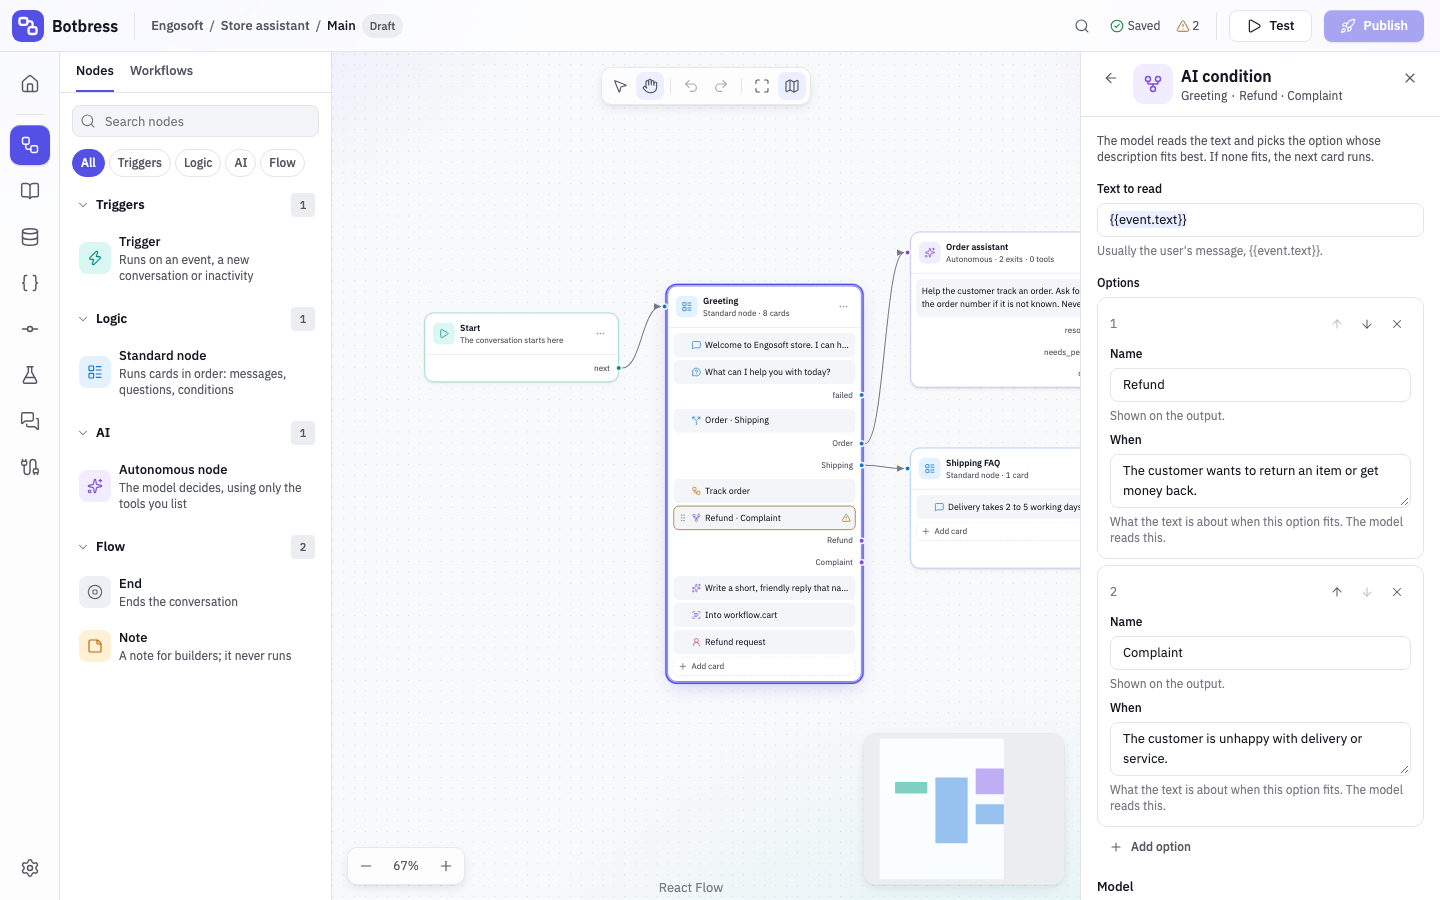 Botbress
Engosoft / Store assistant / Main Draft
Saved
2
Test
Publish
Nodes
Workflows
Search nodes
All
Triggers
Logic
AI
Flow
Triggers
1
Trigger
Runs on an event, a new
conversation or inactivity
Logic
1
Standard node
Runs cards in order: messages,
questions, conditions
AI
1
Autonomous node
The model decides, using only the
tools you list
Flow
2
End
Ends the conversation
Note
A note for builders; it never runs
Start
The conversation starts here
next
Greeting
Standard node · 8 cards
Welcome to Engosoft store. I can h...
What can I help you with today?
failed
Order · Shipping
Order
Shipping
Track order
Refund · Complaint
Refund
Complaint
Write a short, friendly reply that na...
Into workflow.cart
Refund request
Add card
Order assistant
Autonomous · 2 exits · 0 tools
Help the customer track an order. Ask fo
the order number if it is not known. Neve
reso
needs_pe
Shipping FAQ
Standard node · 1 card
Delivery takes 2 to 5 working days
Add card
67%
React Flow
AI condition
Greeting · Refund · Complaint
The model reads the text and picks the option whose
description fits best. If none fits, the next card runs.
Text to read
{{event.text}}
Usually the user's message, {{event.text}}.
Options
1
Name
Refund
Shown on the output.
When
The customer wants to return an item or get
money back.
What the text is about when this option fits. The model
reads this.
2
Name
Complaint
Shown on the output.
When
The customer is unhappy with delivery or
service.
What the text is about when this option fits. The model
reads this.
Add option
Model